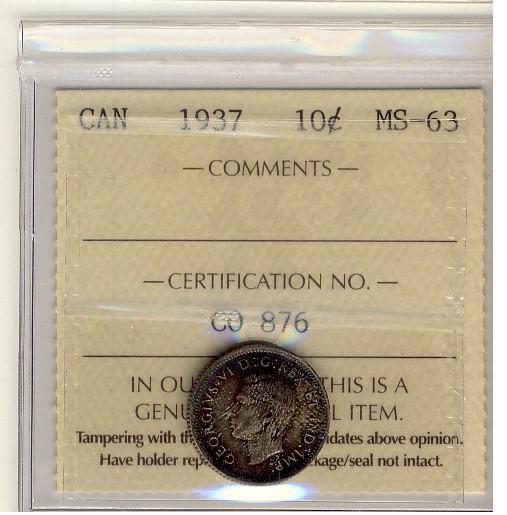 CAN 1937 10¢ MS-63
— COMMENTS —
— CERTIFICATION NO. —
CO 876
IN OU THIS IS A
GENU L ITEM.
Tampering with th dates above opinion.
Have holder rep kage/seal not intact.
GEORGIVS VI D:G:REX ET IND:IMP: